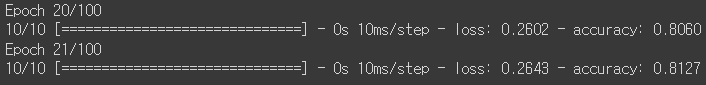 Epoch 20/100
10/10 [==============================] - 0s 10ms/step - loss: 0.2602 - accuracy: 0.8060
Epoch 21/100
10/10 [==============================] - 0s 10ms/step - loss: 0.2643 - accuracy: 0.8127